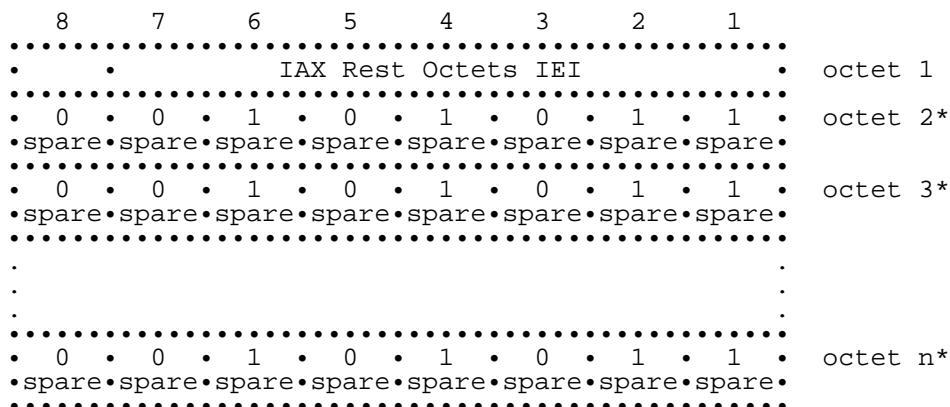 8 7 6 5 4 3 2 1
IAX Rest Octets IEI octet 1
0 0 1 0 1 0 1 1 octet 2*
spare spare spare spare spare spare spare spare
0 0 1 0 1 0 1 1 octet 3*
spare spare spare spare spare spare spare spare
.
.
.
0 0 1 0 1 0 1 1 octet n*
spare spare spare spare spare spare spare spare